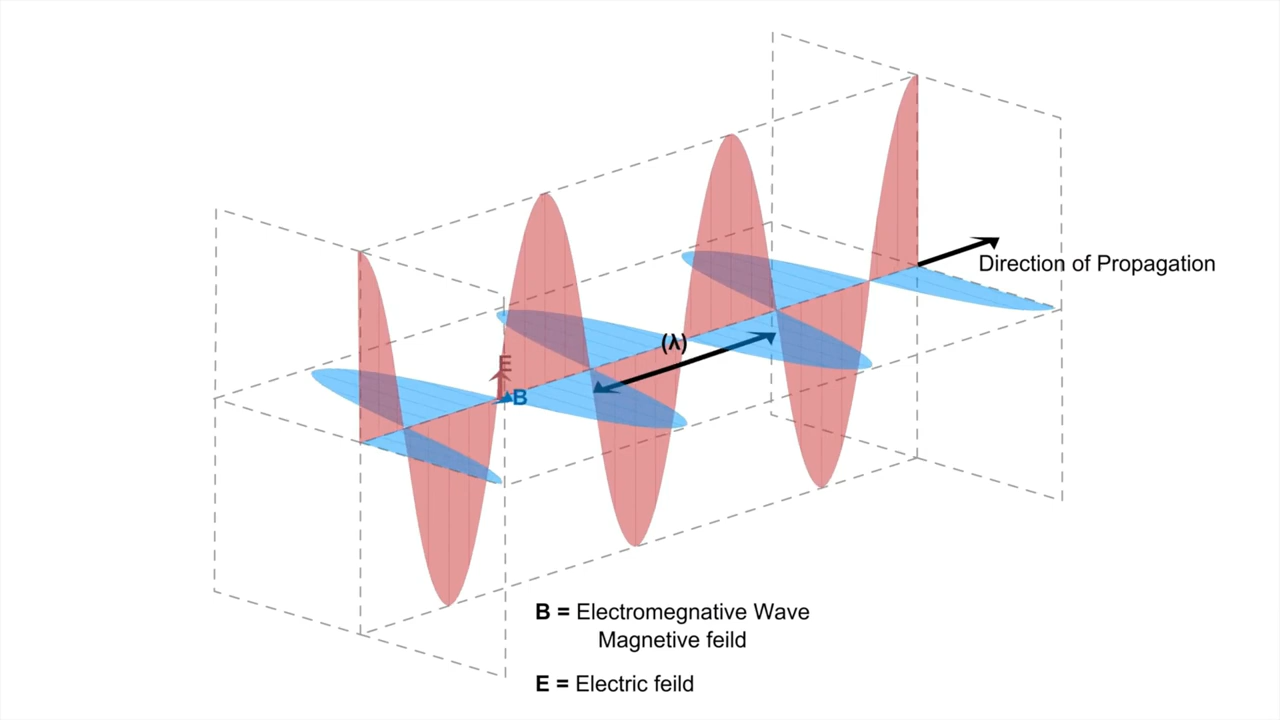 Direction of Propagation
(λ)
E
B
B = Electromegnative Wave
Magnetive feild
E = Electric feild